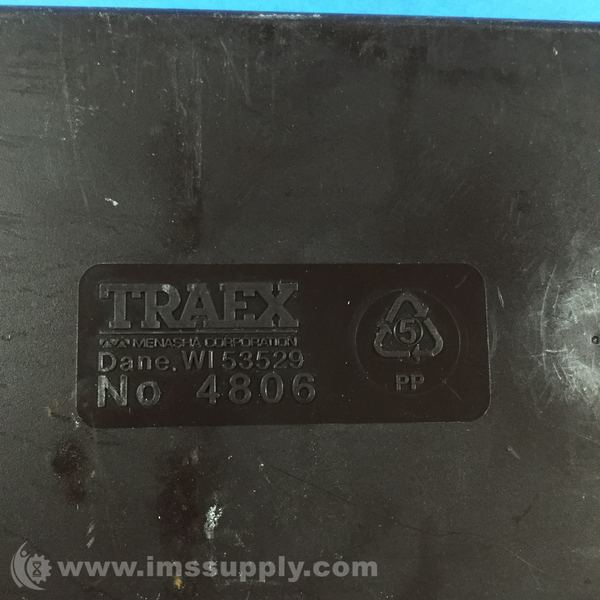 TRAEX
MENASHA CORPORATION
Dane, WI 53529
No 4806
5
PP
www.imssupply.com